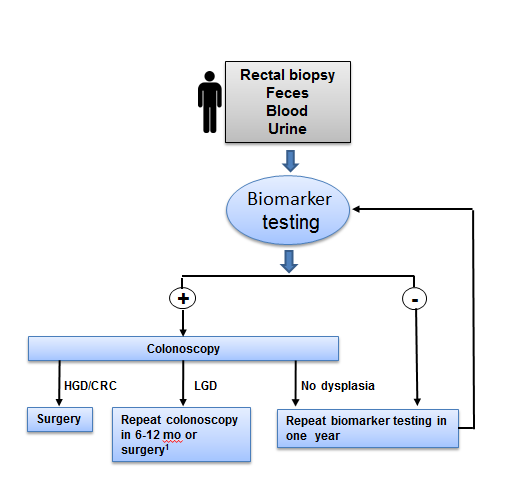 Rectal biopsy
Feces
Blood
Urine
Biomarker
testing
+
-
Colonoscopy
HGD/CRC
LGD
No dysplasia
Surgery
Repeat colonoscopy
in 6-12 mo or
surgery¹
Repeat biomarker testing in
one year